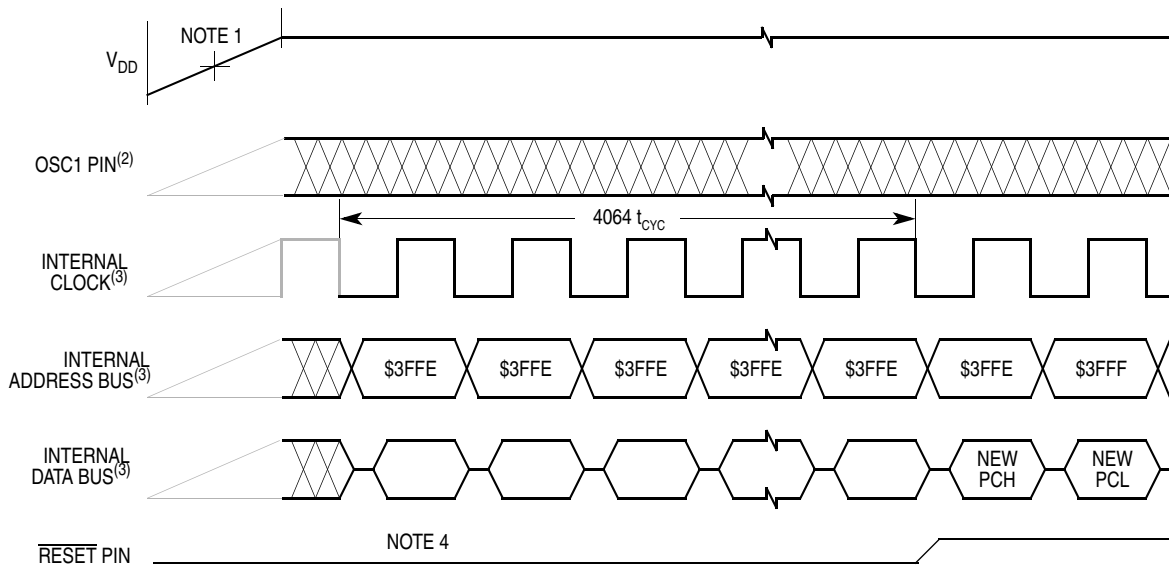 NOTE 1
V_DD
OSC1 PIN(2)
4064 t_CYC
INTERNAL
CLOCK(3)
INTERNAL
ADDRESS BUS(3)
$3FFE $3FFE $3FFE $3FFE $3FFE $3FFE $3FFF
INTERNAL
DATA BUS(3)
NEW
PCH
NEW
PCL
NOTE 4
RESET PIN